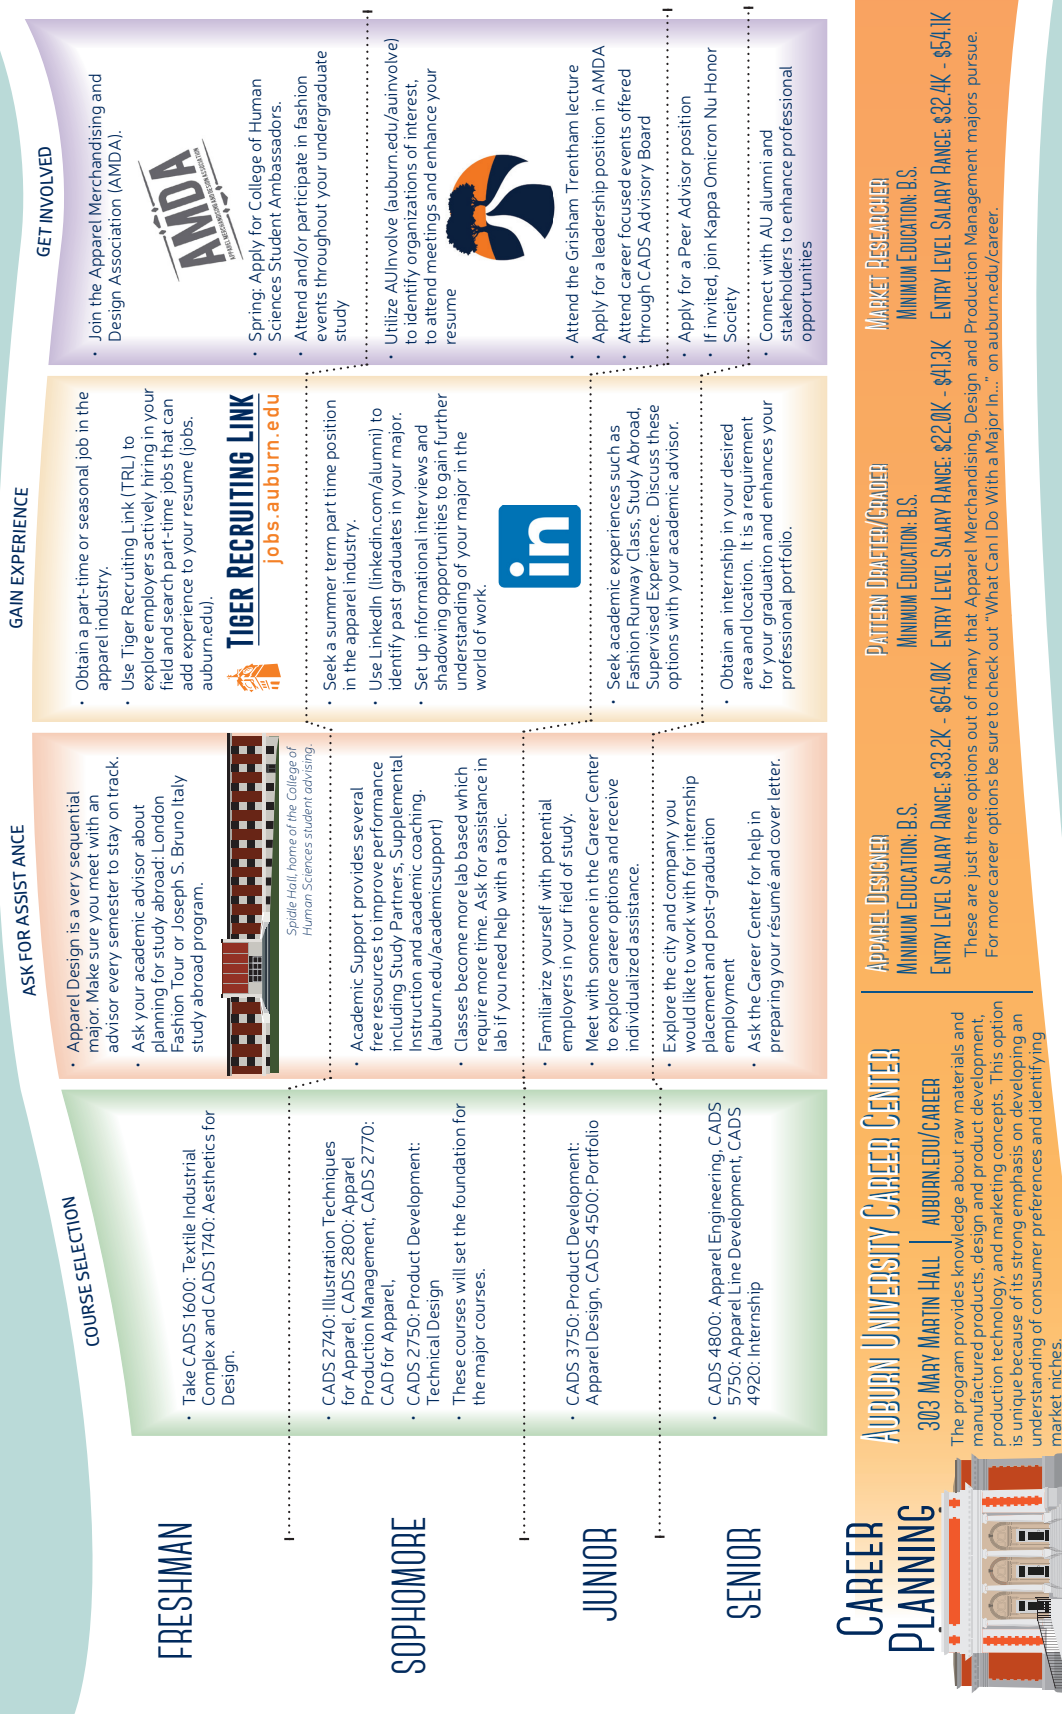 COURSE SELECTION
ASK FOR ASSIST ANCE
GAIN EXPERIENCE
GET INVOLVED
FRESHMAN
• Take CADS 1600: Textile Industrial
Complex and CADS 1740: Aesthetics for
Design.
• Apparel Design is a very sequential
major. Make sure you meet with an
advisor every semester to stay on track.
• Ask your academic advisor about
planning for study abroad: London
Fashion Tour or Joseph S. Bruno Italy
study abroad program.
Spidle Hall, home of the College of
Human Sciences student advising.
• Obtain a part-time or seasonal job in the
apparel industry.
• Use Tiger Recruiting Link (TRL) to
explore employers actively hiring in your
field and search part-time jobs that can
add experience to your resume (jobs.
auburn.edu).
TIGER RECRUITING LINK
jobs.auburn.edu
• Join the Apparel Merchandising and
Design Association (AMDA).
AMDA
APPAREL MERCHANDISING AND DESIGN ASSOCIATION
• Spring: Apply for College of Human
Sciences Student Ambassadors.
• Attend and/or participate in fashion
events throughout your undergraduate
study
SOPHOMORE
• CADS 2740: Illustration Techniques
for Apparel, CADS 2800: Apparel
Production Management, CADS 2770:
CAD for Apparel,
• CADS 2750: Product Development:
Technical Design
• These courses will set the foundation for
the major courses.
• Academic Support provides several
free resources to improve performance
including Study Partners, Supplemental
Instruction and academic coaching.
(auburn.edu/academicsupport)
• Classes become more lab based which
require more time. Ask for assistance in
lab if you need help with a topic.
• Seek a summer term part time position
in the apparel industry.
• Use LinkedIn (linkedin.com/alumni) to
identify past graduates in your major.
• Set up informational interviews and
shadowing opportunities to gain further
understanding of your major in the
world of work.
in
• Utilize AUInvolve (auburn.edu/auinvolve)
to identify organizations of interest,
to attend meetings and enhance your
resume
JUNIOR
• CADS 3750: Product Development:
Apparel Design, CADS 4500: Portfolio
• Familiarize yourself with potential
employers in your field of study.
• Meet with someone in the Career Center
to explore career options and receive
individualized assistance.
• Seek academic experiences such as
Fashion Runway Class, Study Abroad,
Supervised Experience. Discuss these
options with your academic advisor.
• Attend the Grisham Trentham lecture
• Apply for a leadership position in AMDA
• Attend career focused events offered
through CADS Advisory Board
• Apply for a Peer Advisor position
• If invited, join Kappa Omicron Nu Honor
Society
SENIOR
• CADS 4800: Apparel Engineering, CADS
5750: Apparel Line Development, CADS
4920: Internship
• Explore the city and company you
would like to work with for internship
placement and post-graduation
employment
• Ask the Career Center for help in
preparing your résumé and cover letter.
• Obtain an internship in your desired
area and location. It is a requirement
for your graduation and enhances your
professional portfolio.
• Connect with AU alumni and
stakeholders to enhance professional
opportunities
CAREER
PLANNING
AUBURN UNIVERSITY CAREER CENTER
303 MARY MARTIN HALL | AUBURN.EDU/CAREER
The program provides knowledge about raw materials and
manufactured products, design and product development,
production technology, and marketing concepts. This option
is unique because of its strong emphasis on developing an
understanding of consumer preferences and identifying
market niches.
APPAREL DESIGNER
MINIMUM EDUCATION: B.S.
ENTRY LEVEL SALARY RANGE: $33.2K - $64.0K
PATTERN DRAFTER/GRADER
MINIMUM EDUCATION: B.S.
ENTRY LEVEL SALARY RANGE: $22.0K - $41.3K
MARKET RESEARCHER
MINIMUM EDUCATION: B.S.
ENTRY LEVEL SALARY RANGE: $32.4K - $54.1K
These are just three options out of many that Apparel Merchandising, Design and Production Management majors pursue.
For more career options be sure to check out "What Can I Do With a Major In..." on auburn.edu/career.